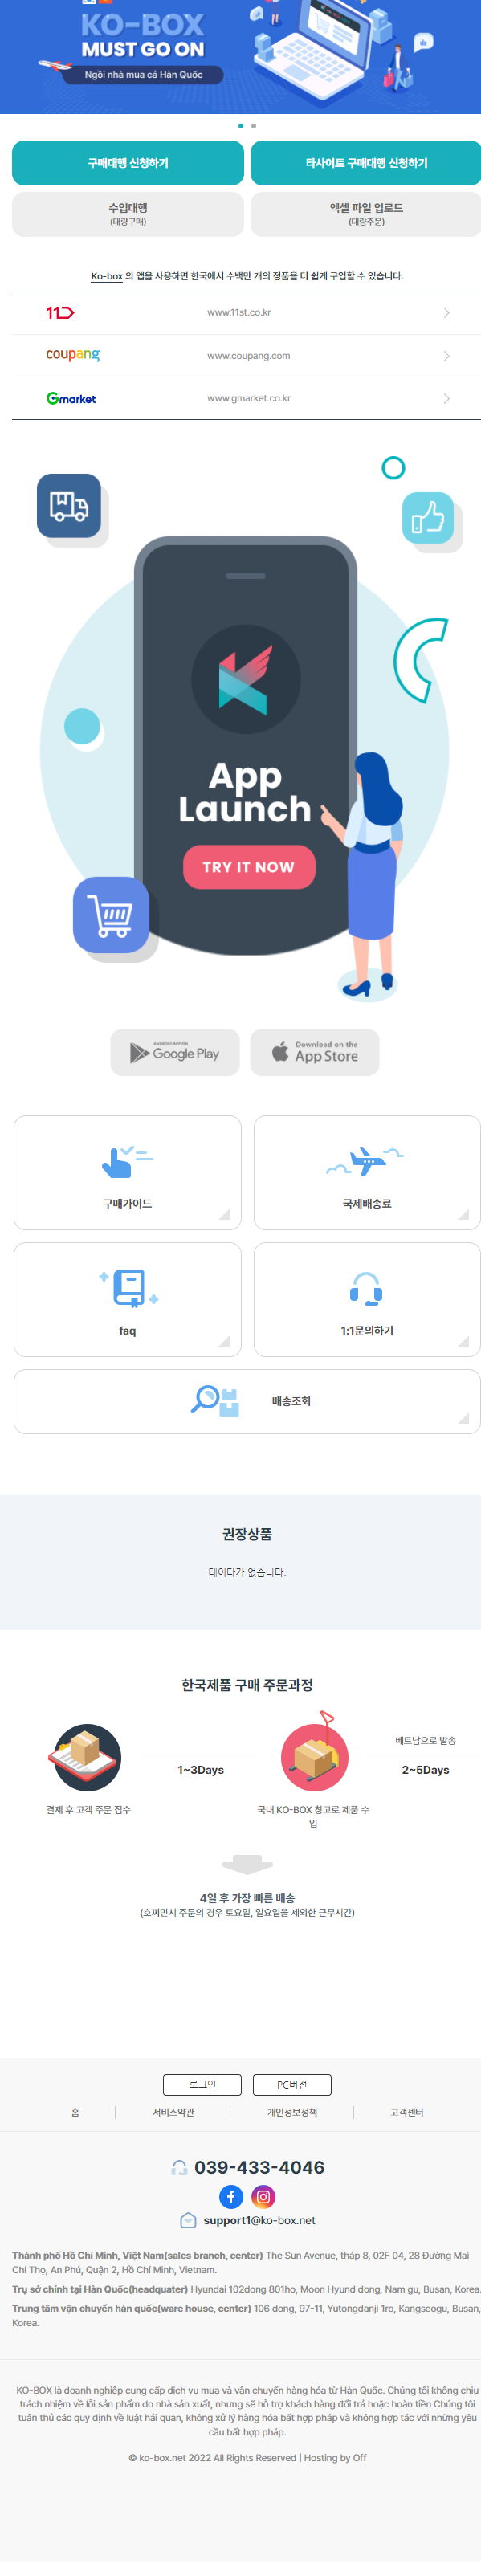 KO-BOX
MUST GO ON
Ngôi nhà mua cả Hàn Quốc
구매대행 신청하기
타사이트 구매대행 신청하기
수입대행
(대량구매)
엑셀 파일 업로드
(대량주문)
Ko-box 의 앱을 사용하면 한국에서 수백만 개의 정품을 더 쉽게 구입할 수 있습니다.
11 www.11st.co.kr
coupang www.coupang.com
Gmarket www.gmarket.co.kr
App
Launch
TRY IT NOW
ANDROID APP ON
Google Play
Download on the
App Store
구매가이드
국제배송료
faq
1:1문의하기
배송조회
권장상품
데이타가 없습니다.
한국제품 구매 주문과정
베트남으로 발송
1~3Days
2~5Days
결제 후 고객 주문 접수
국내 KO-BOX 창고로 제품 수
입
4일 후 가장 빠른 배송
(호찌민시 주문의 경우 토요일, 일요일을 제외한 근무시간)
로그인
PC버전
홈
서비스약관
개인정보정책
고객센터
039-433-4046
support1@ko-box.net
Thành phố Hồ Chí Minh, Việt Nam(sales branch, center) The Sun Avenue, tháp 8, 02F 04, 28 Đường Mai
Chí Thọ, An Phú, Quận 2, Hồ Chí Minh, Vietnam.
Trụ sở chính tại Hàn Quốc(headquater) Hyundai 102dong 801ho, Moon Hyund dong, Nam gu, Busan, Korea.
Trung tâm vận chuyển hàn quốc(ware house, center) 106 dong, 97-11, Yutongdanji 1ro, Kangseogu, Busan,
Korea.
KO-BOX là doanh nghiệp cung cấp dịch vụ mua và vận chuyển hàng hóa từ Hàn Quốc. Chúng tôi không chịu
trách nhiệm về lỗi sản phẩm do nhà sản xuất, nhưng sẽ hỗ trợ khách hàng đổi trả hoặc hoàn tiền Chúng tôi
tuân thủ các quy định về luật hải quan, không xử lý hàng hóa bất hợp pháp và không hợp tác với những yêu
cầu bất hợp pháp.
© ko-box.net 2022 All Rights Reserved | Hosting by Off